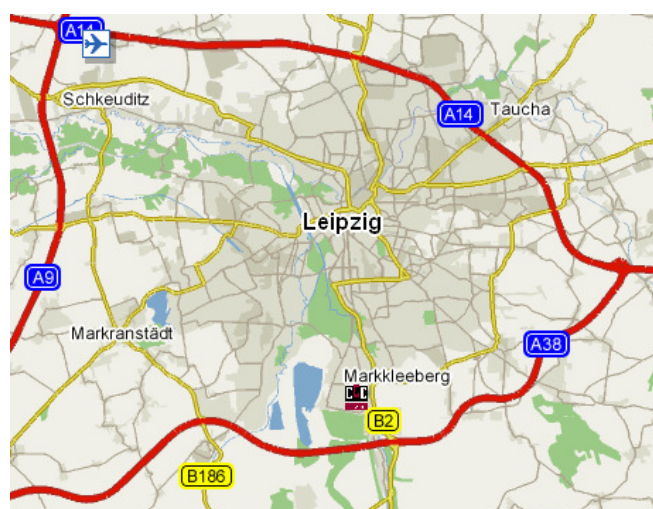 A14
Schkeuditz
A14
Taucha
Leipzig
A9
Markranstädt
A38
Markkleeberg
B2
B186